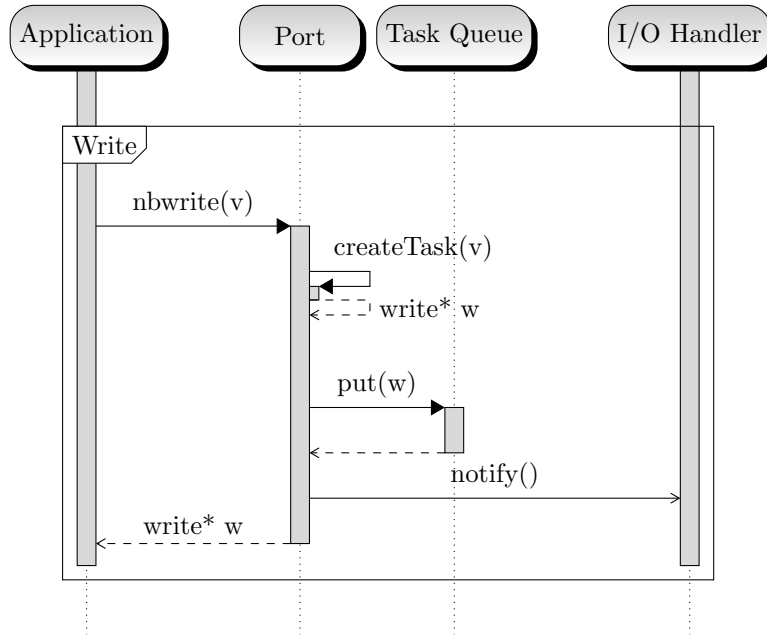 Application
Port
Task Queue
I/O Handler
Write
nbwrite(v)
createTask(v)
write* w
put(w)
notify()
write* w